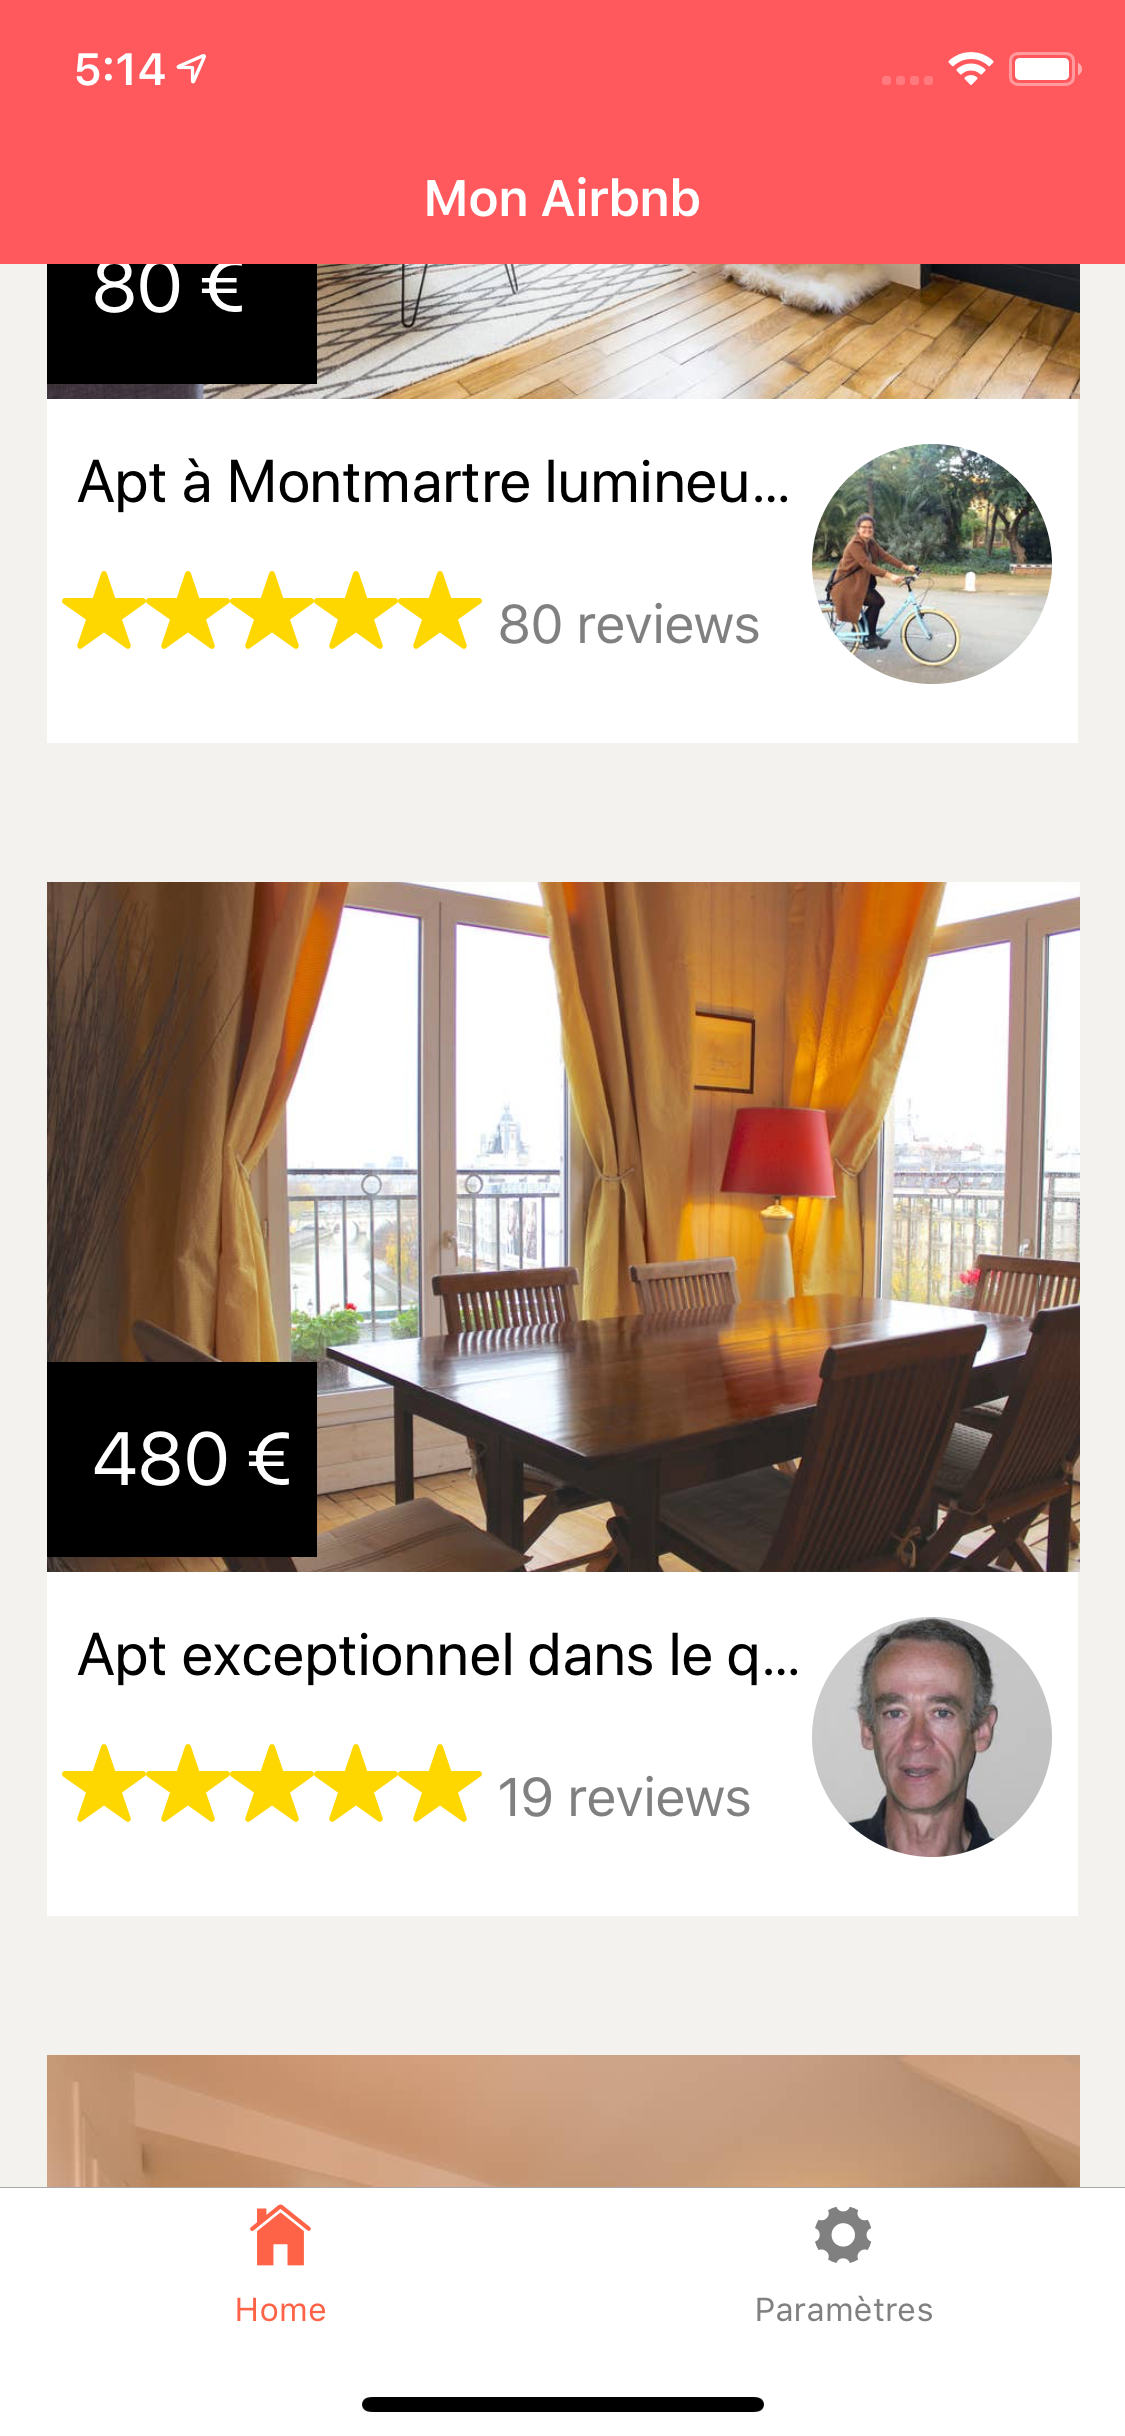 5:14
Mon Airbnb
80 €
Apt à Montmartre lumineu...
80 reviews
480 €
Apt exceptionnel dans le q...
19 reviews
Home
Paramètres